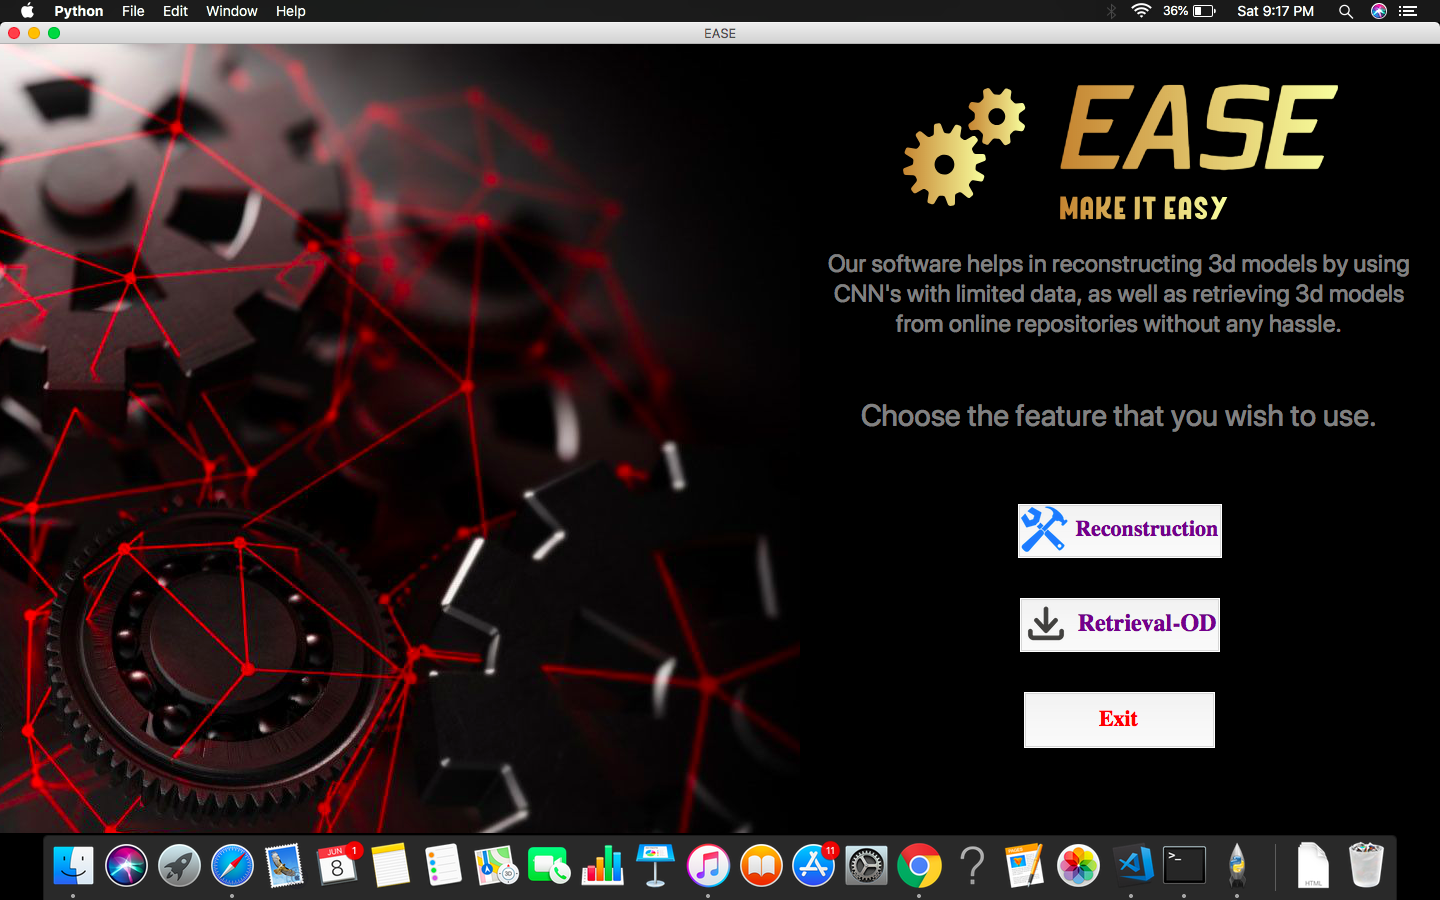 Python File Edit Window Help 36% Sat 9:17 PM
EASE
EASE
MAKE IT EASY
Our software helps in reconstructing 3d models by using
CNN's with limited data, as well as retrieving 3d models
from online repositories without any hassle.
Choose the feature that you wish to use.
Reconstruction
Retrieval-OD
Exit
JUN
8
1
3D
11
?
PAGES
>_
HTML